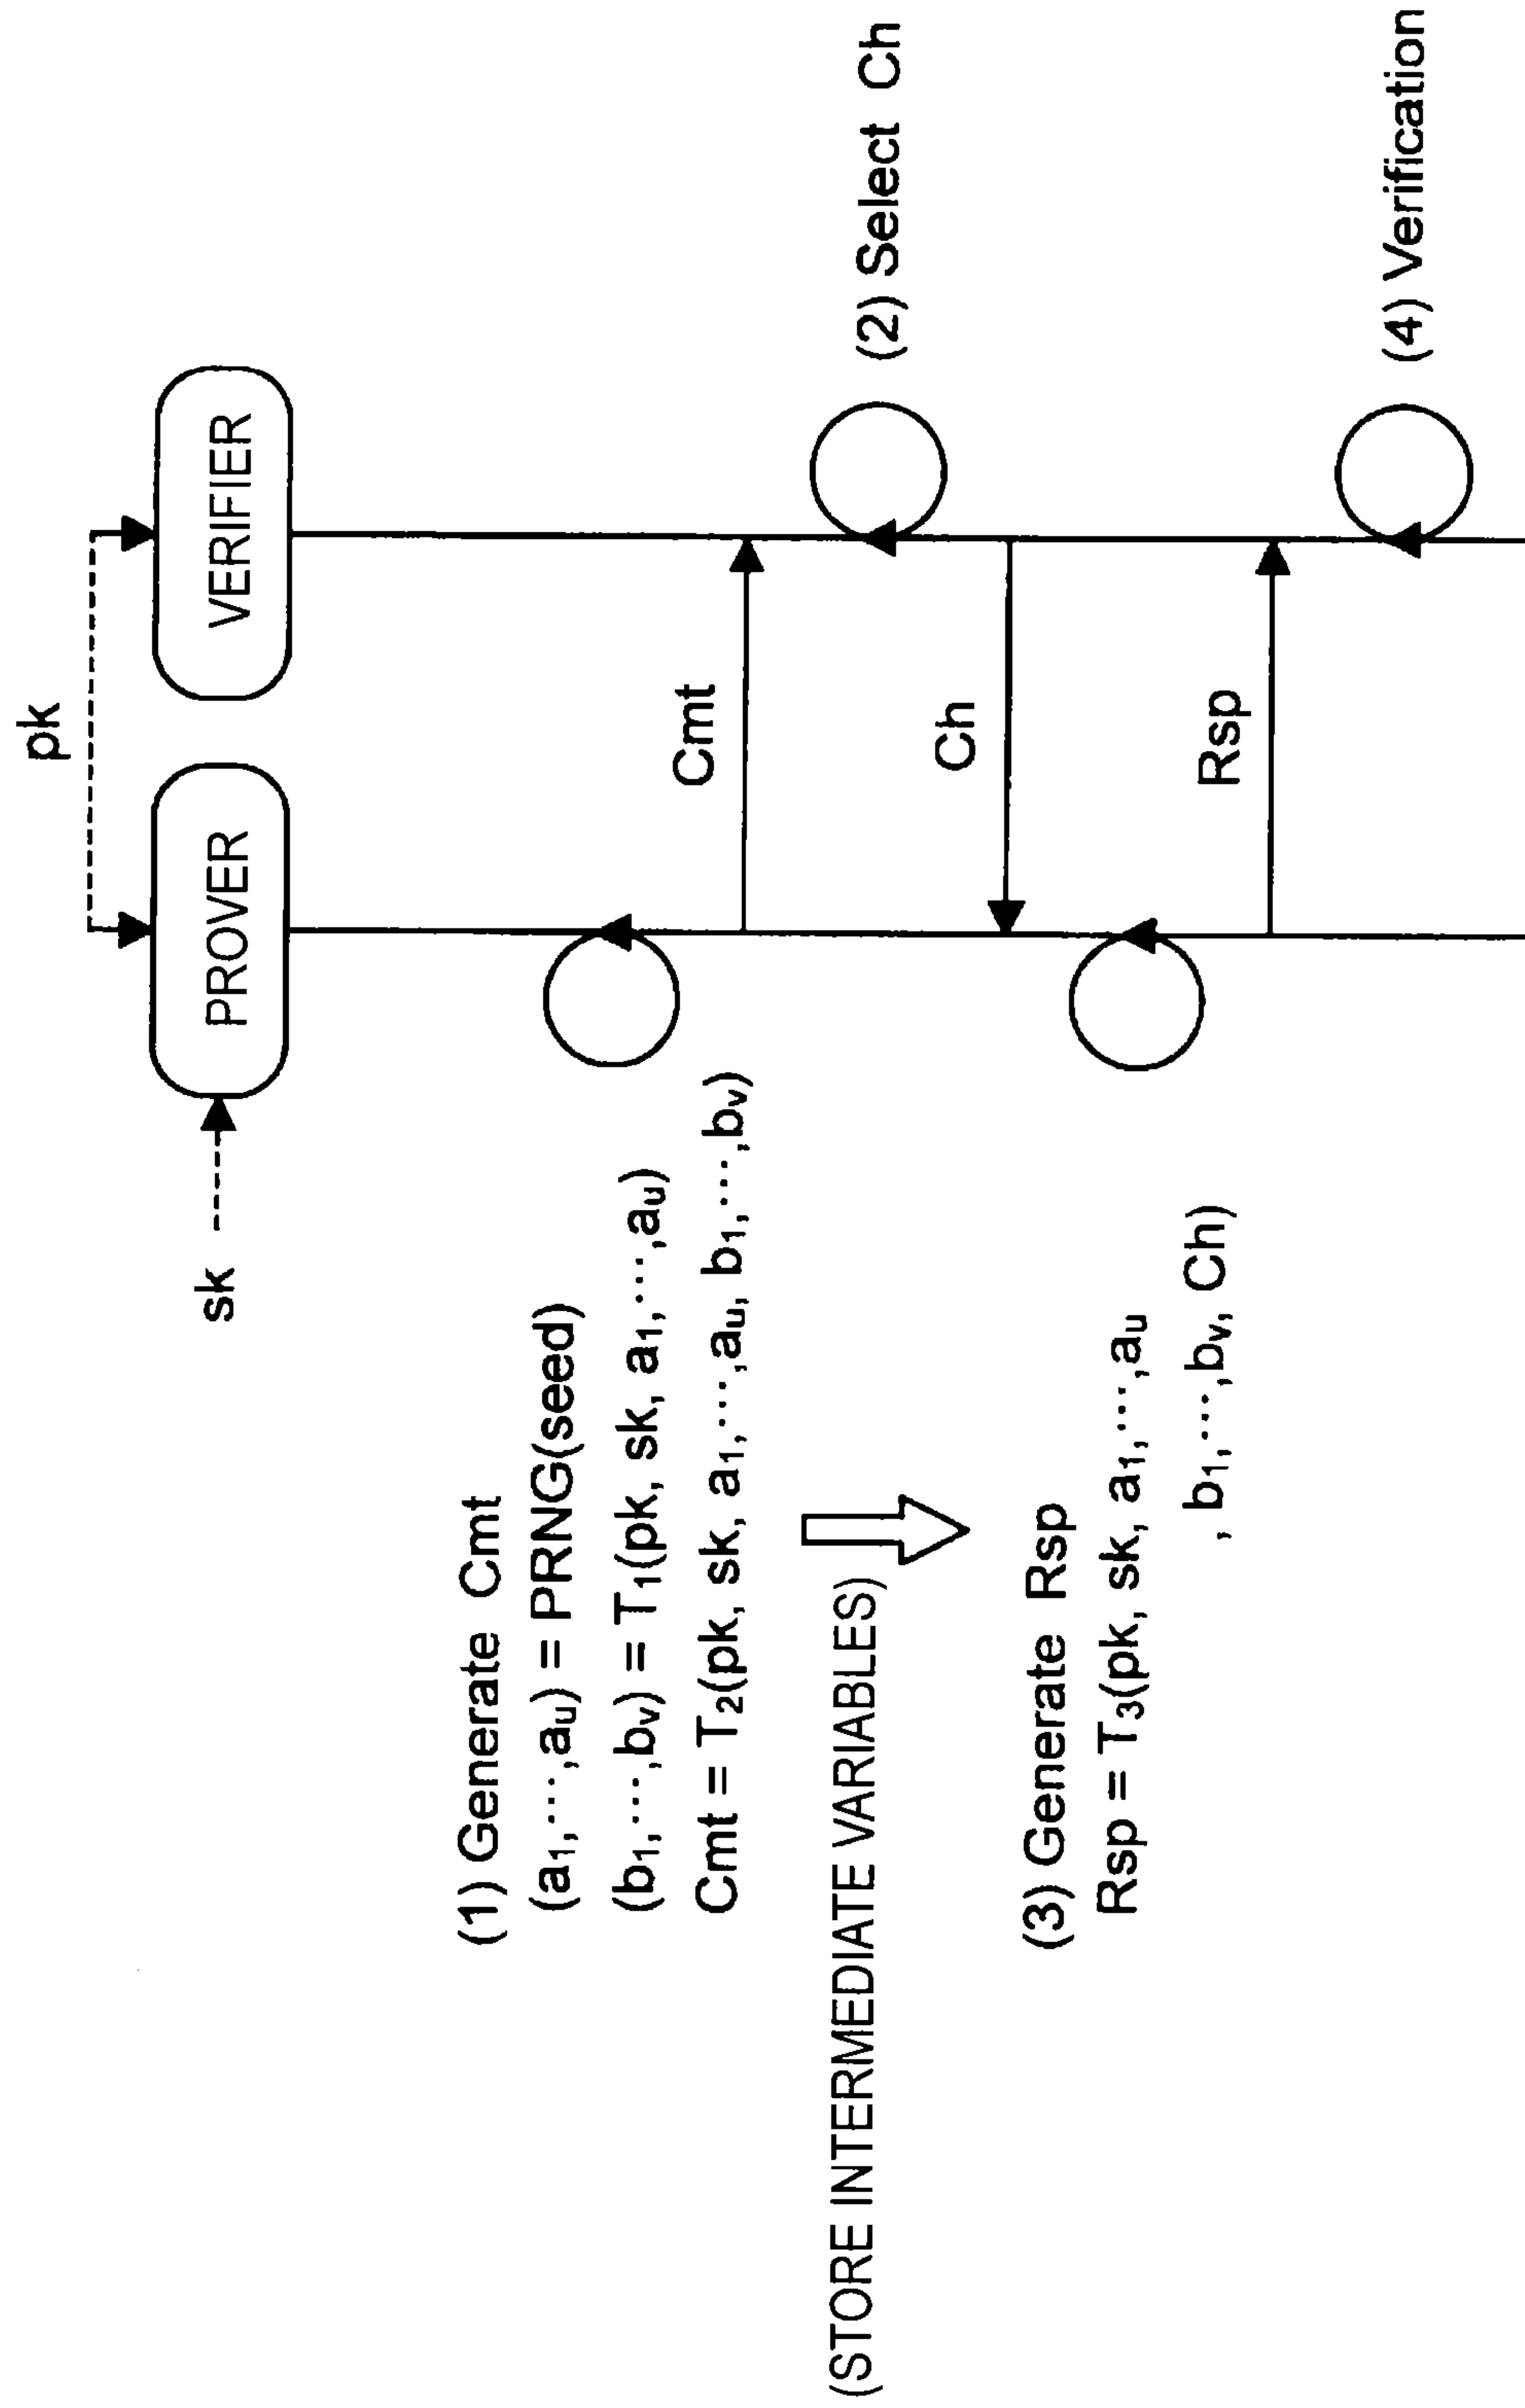 pk
sk
PROVER
VERIFIER
(1) Generate Cmt
(a₁,⋯,aᵤ) = PRNG(seed)
(b₁,⋯,bᵥ) = T₁(pk, sk, a₁,⋯,aᵤ)
Cmt = T₂(pk, sk, a₁,⋯,aᵤ, b₁,⋯,bᵥ)
Cmt
(STORE INTERMEDIATE VARIABLES)
(2) Select Ch
Ch
(3) Generate Rsp
Rsp = T₃(pk, sk, a₁,⋯,aᵤ
, b₁,⋯,bᵥ, Ch)
Rsp
(4) Verification